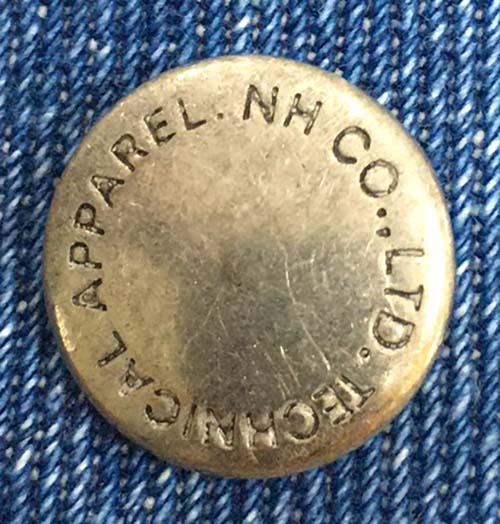 NH CO., LTD. TECHNICAL APPAREL.